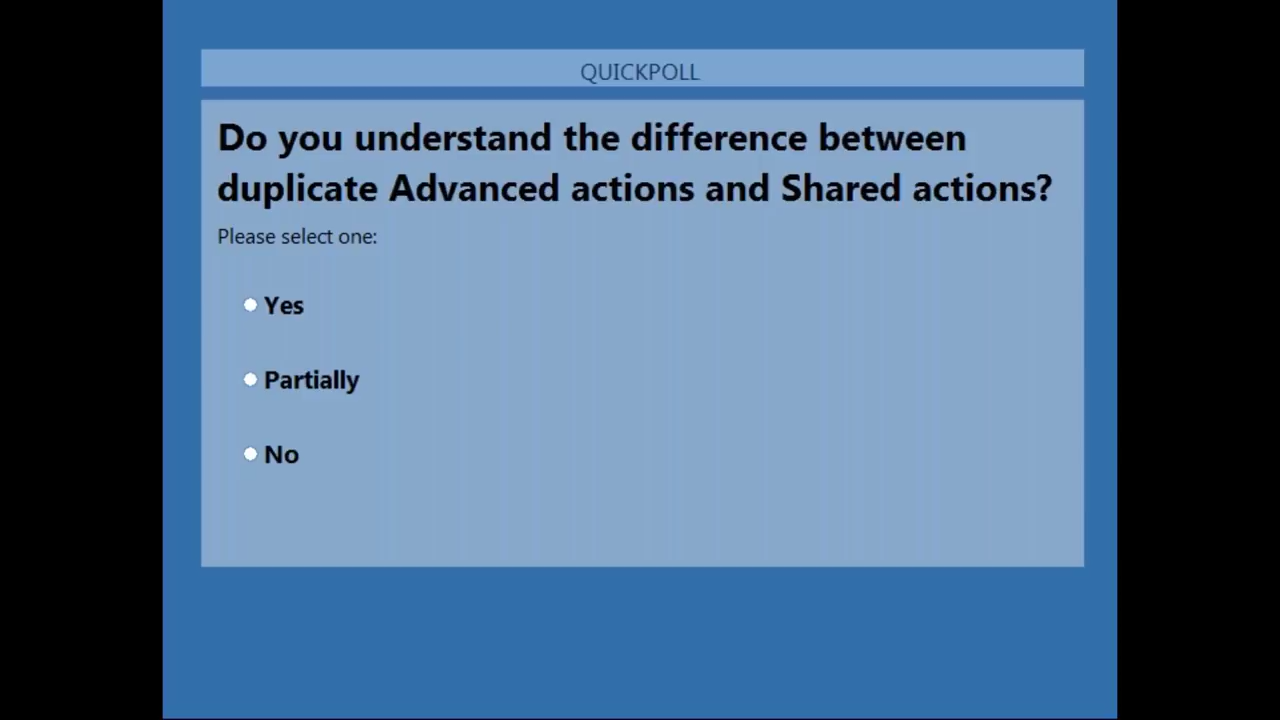 QUICKPOLL
Do you understand the difference between
duplicate Advanced actions and Shared actions?
Please select one:
Yes
Partially
No